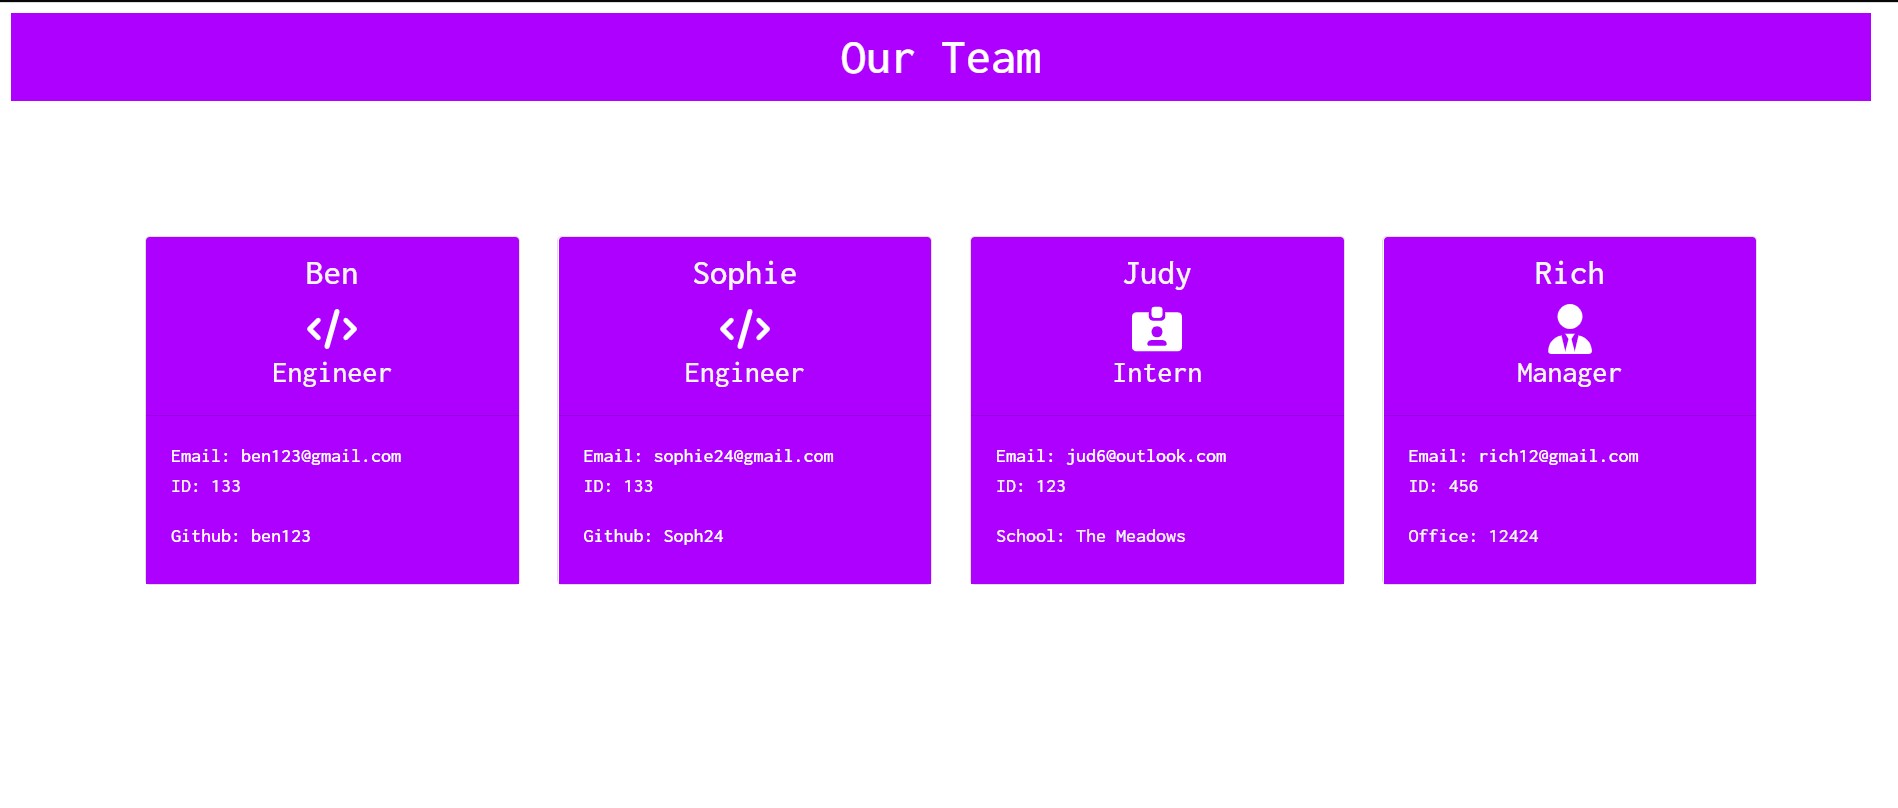 Our Team
Ben
Engineer
Email: ben123@gmail.com
ID: 133
Github: ben123
Sophie
Engineer
Email: sophie24@gmail.com
ID: 133
Github: Soph24
Judy
Intern
Email: jud6@outlook.com
ID: 123
School: The Meadows
Rich
Manager
Email: rich12@gmail.com
ID: 456
Office: 12424